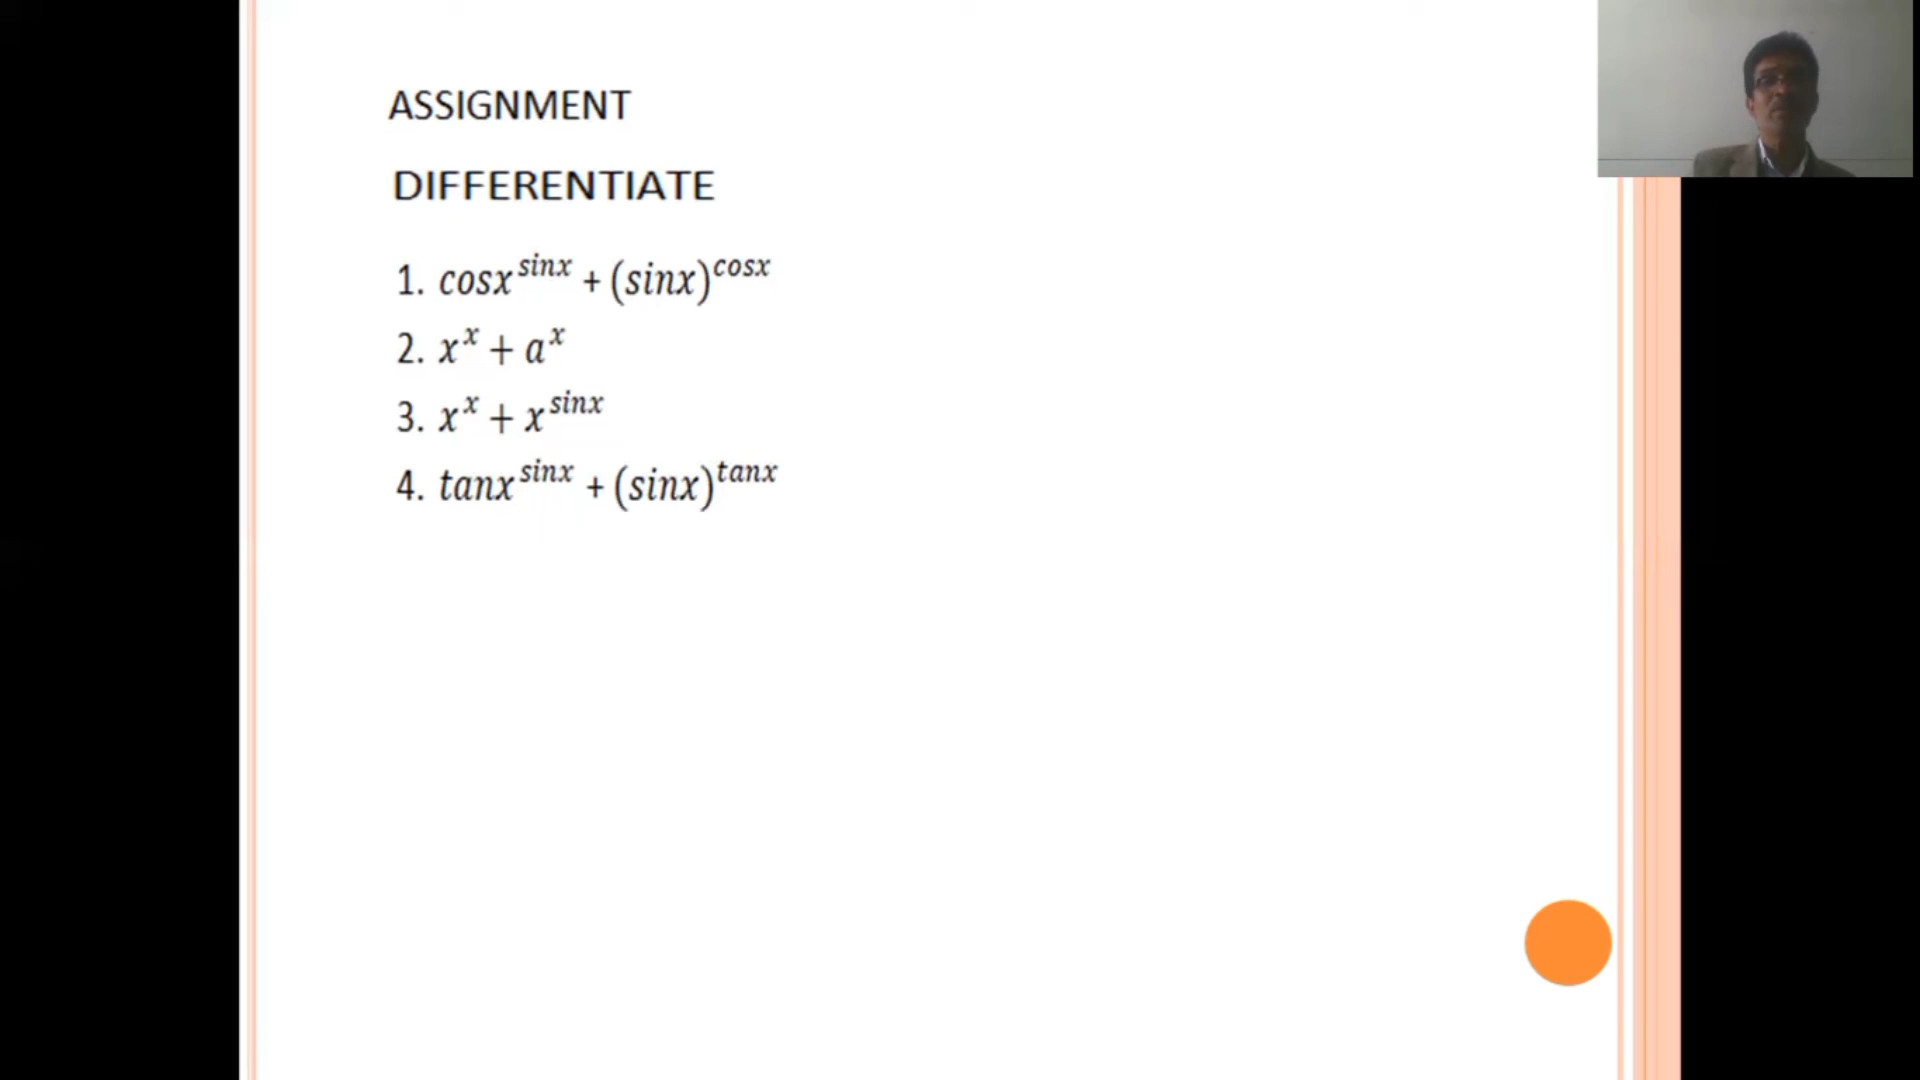 ASSIGNMENT
DIFFERENTIATE
1. cosx^sinx + (sinx)^cosx
2. x^x + a^x
3. x^x + x^sinx
4. tanx^sinx + (sinx)^tanx